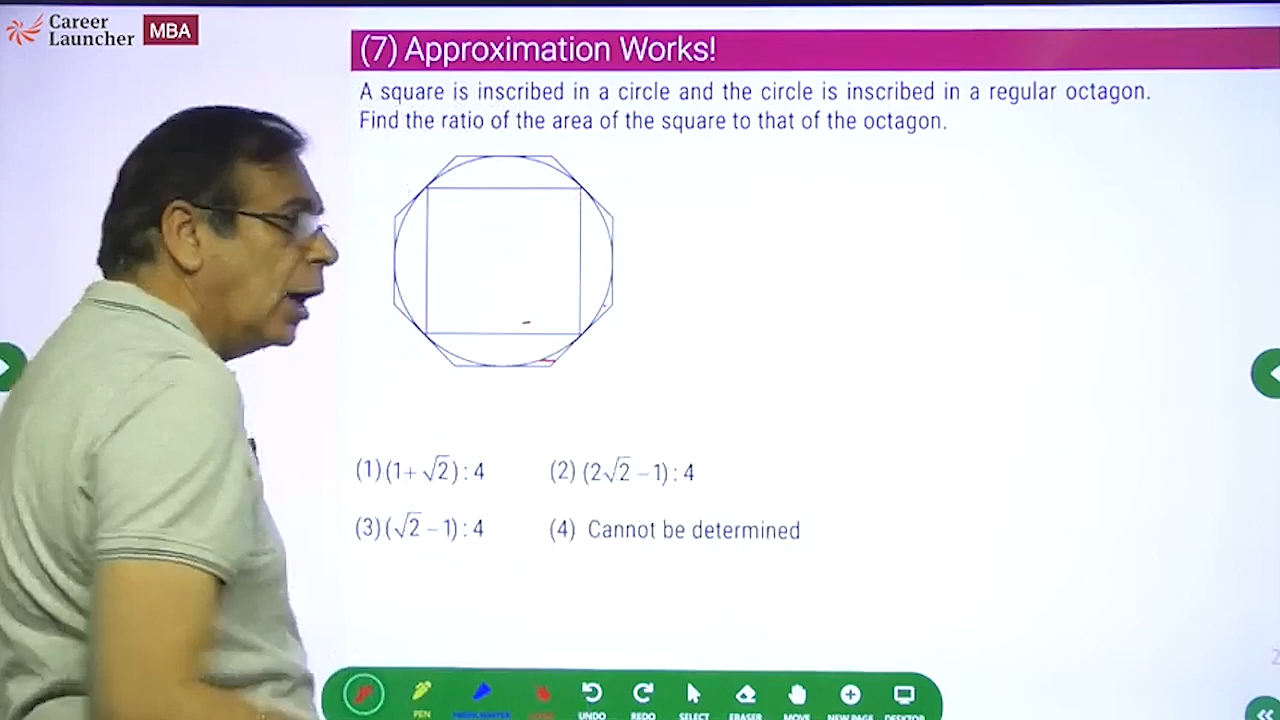 Career
Launcher
MBA
(7) Approximation Works!
A square is inscribed in a circle and the circle is inscribed in a regular octagon.
Find the ratio of the area of the square to that of the octagon.
(1) (1+ √2) : 4
(2) (2√2 – 1) : 4
(3) (√2 – 1) : 4
(4) Cannot be determined
2
PEN
UNDO
REDO
SELECT
ERASER
MOVE
NEW PAGE
DESKTOP